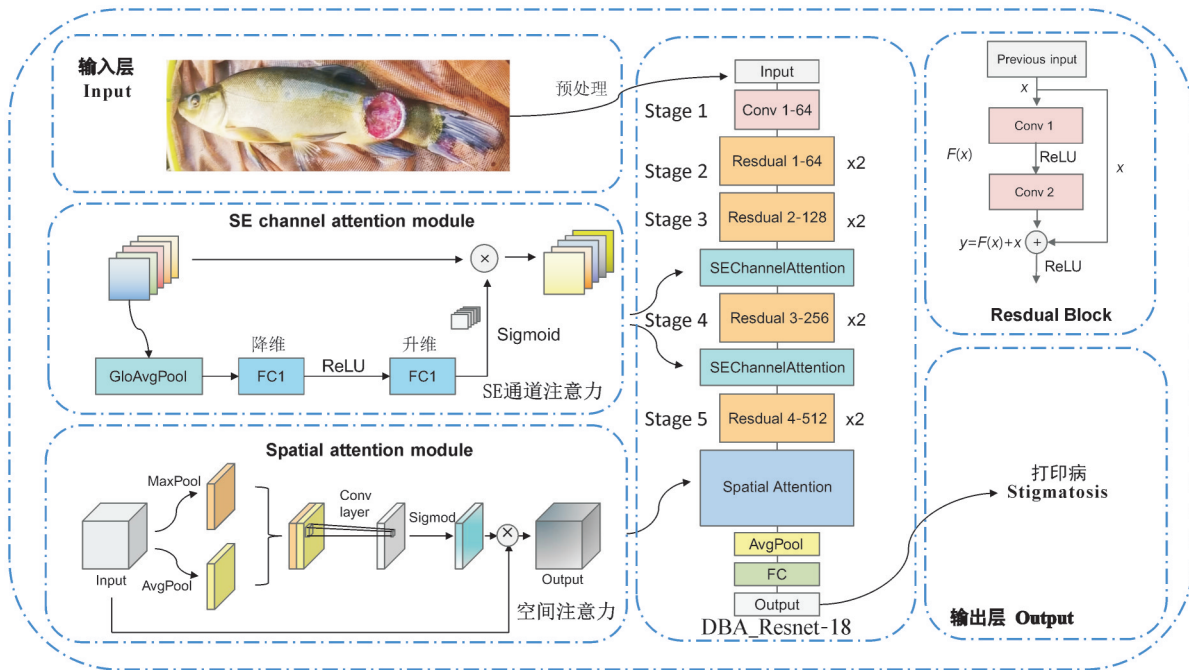 输入层
Input
预处理
SE channel attention module
GloAvgPool
降维
FC1
ReLU
升维
FC1
Sigmoid
SE通道注意力
Spatial attention module
MaxPool
Input
AvgPool
Conv
layer
Sigmod
Output
空间注意力
Input
Stage 1
Conv 1-64
Stage 2
Resdual 1-64
x2
Stage 3
Resdual 2-128
x2
SEChannelAttention
Stage 4
Resdual 3-256
x2
SEChannelAttention
Stage 5
Resdual 4-512
x2
Spatial Attention
AvgPool
FC
Output
DBA_Resnet-18
Previous input
x
Conv 1
F(x)
ReLU
x
Conv 2
y=F(x)+x
+
ReLU
Resdual Block
打印病
Stigmatosis
输出层 Output